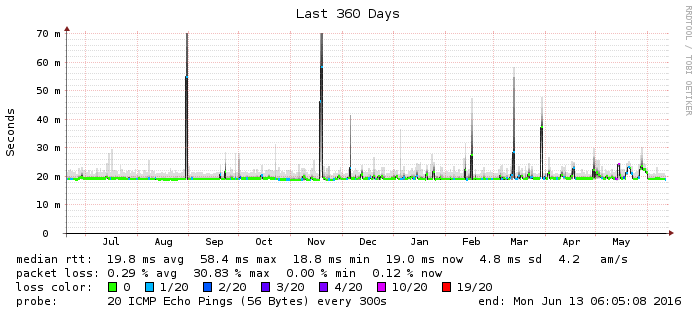 Last 360 Days
RRDTOOL / TOBI OETIKER
Seconds
70 m
60 m
50 m
40 m
30 m
20 m
10 m
0
Jul Aug Sep Oct Nov Dec Jan Feb Mar Apr May
median rtt: 19.8 ms avg 58.4 ms max 18.8 ms min 19.0 ms now 4.8 ms sd 4.2 am/s
packet loss: 0.29 % avg 30.83 % max 0.00 % min 0.12 % now
loss color: 0 1/20 2/20 3/20 4/20 10/20 19/20
probe: 20 ICMP Echo Pings (56 Bytes) every 300s end: Mon Jun 13 06:05:08 2016